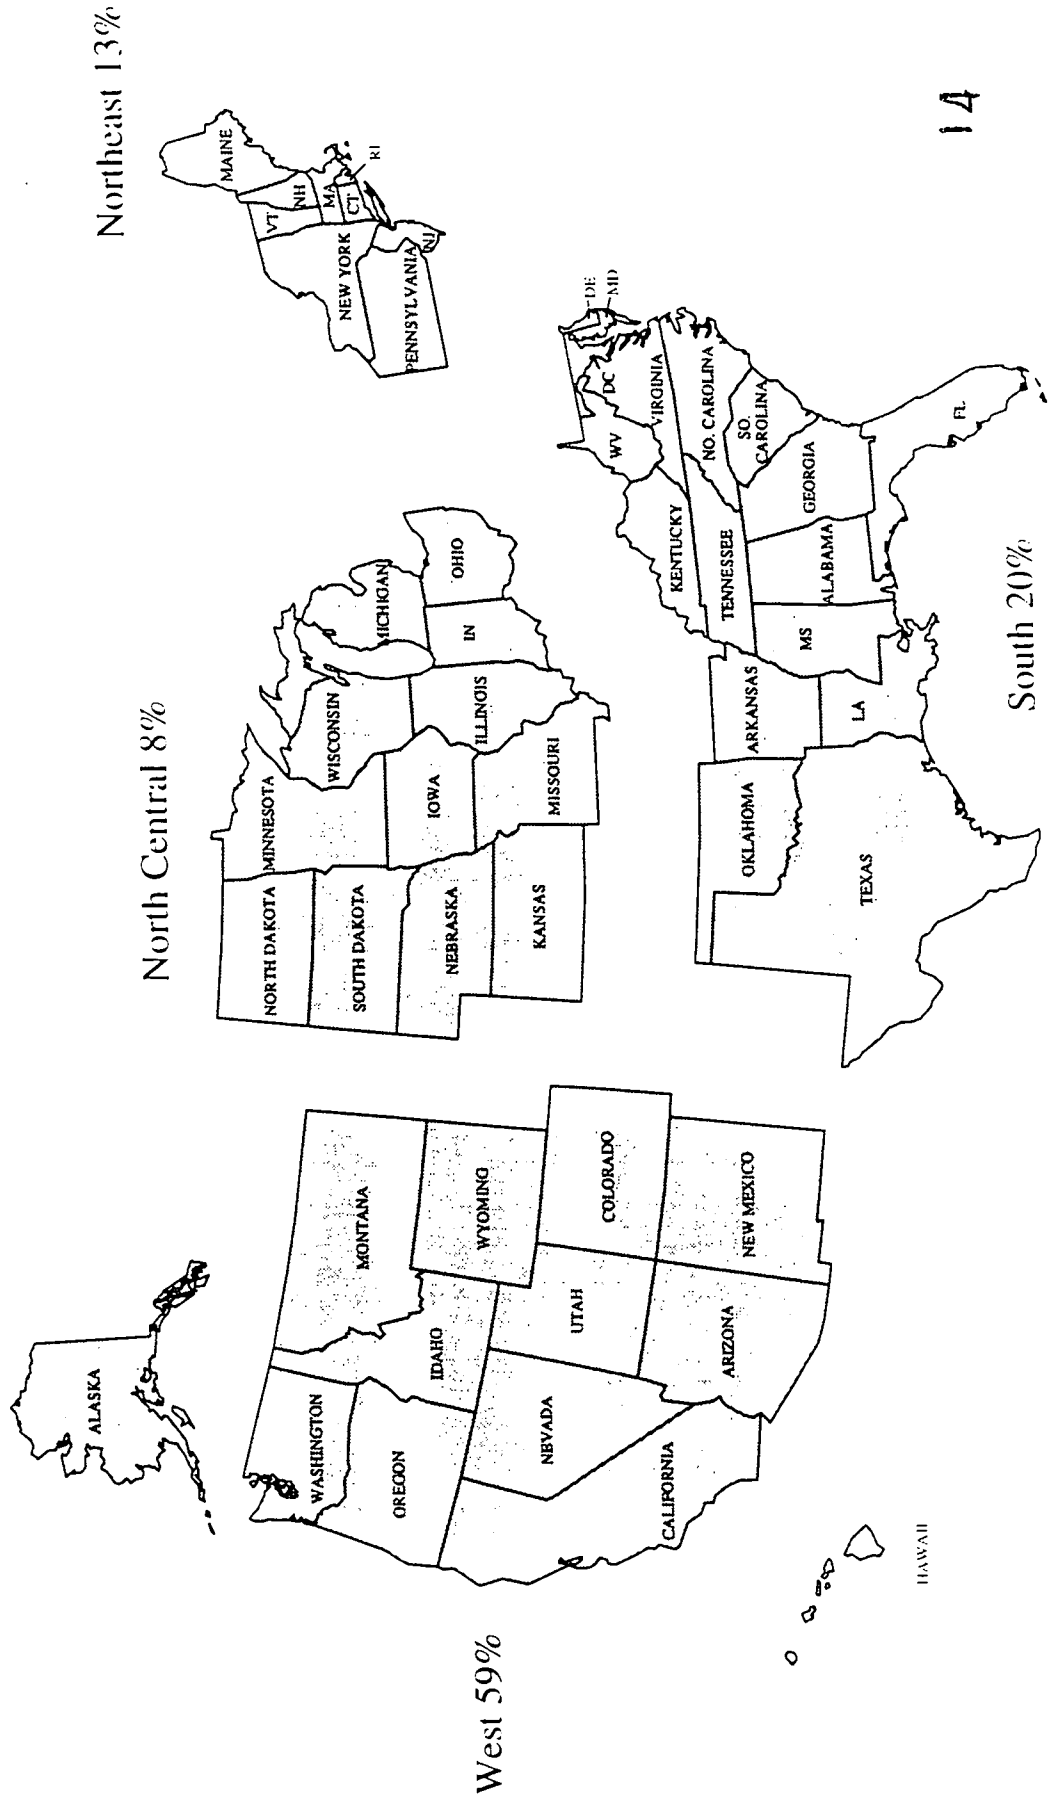 Northeast 13%
North Central 8%
West 59%
South 20%
ALASKA
WASHINGTON
OREGON
CALIFORNIA
NEVADA
IDAHO
MONTANA
WYOMING
UTAH
COLORADO
ARIZONA
NEW MEXICO
HAWAII
NORTH DAKOTA
MINNESOTA
SOUTH DAKOTA
WISCONSIN
MICHIGAN
NEBRASKA
IOWA
ILLINOIS
IN
OHIO
KANSAS
MISSOURI
MAINE
VT
NH
MA
CT
RI
NEW YORK
PENNSYLVANIA
NJ
DE
MD
DC
WV
VIRGINIA
KENTUCKY
NO. CAROLINA
TENNESSEE
SO.
CAROLINA
OKLAHOMA
ARKANSAS
MS
ALABAMA
GEORGIA
TEXAS
LA
FL
14